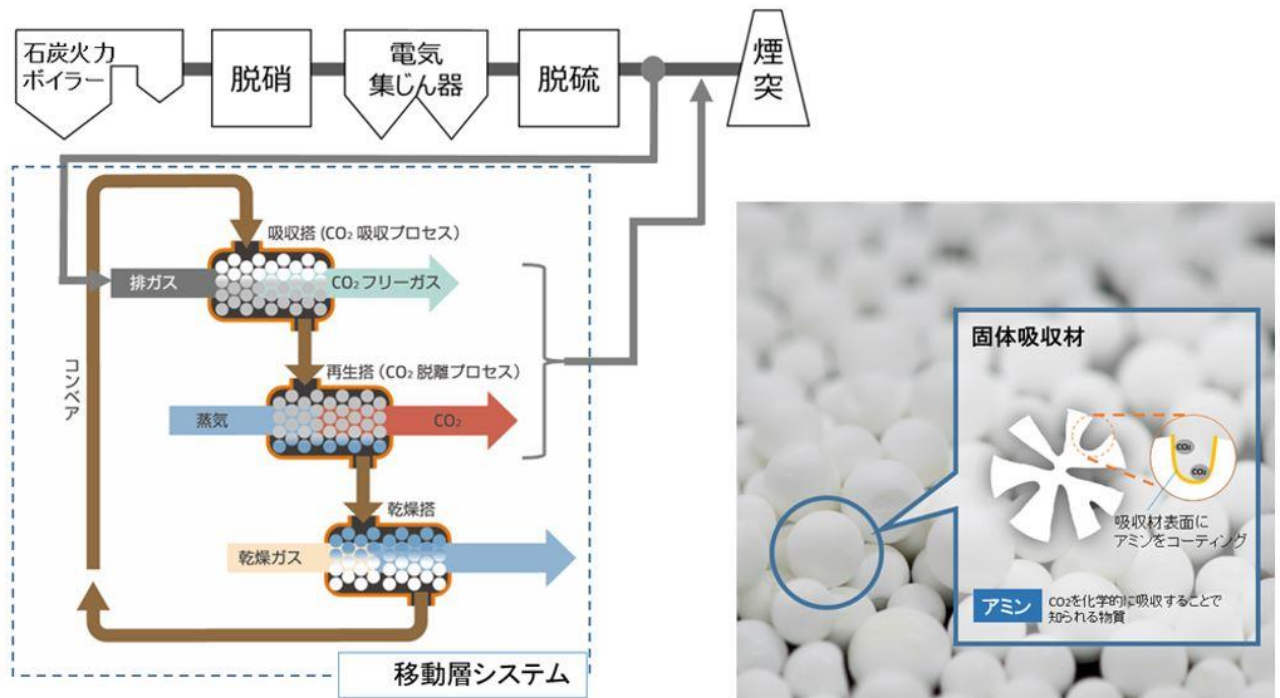 石炭火力
ボイラー
脱硝
電気
集じん器
脱硫
煙
突
吸収搭 (CO₂ 吸収プロセス)
排ガス
CO₂ フリーガス
コンベア
再生搭 (CO₂ 脱離プロセス)
蒸気
CO₂
乾燥搭
乾燥ガス
移動層システム
固体吸収材
CO₂
CO₂
吸収材表面に
アミンをコーティング
アミン
CO₂を化学的に吸収することで
知られる物質